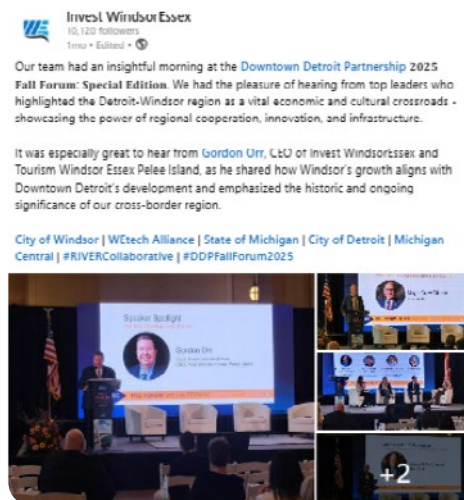 WE
Invest WindsorEssex
10,120 followers
1mo • Edited •
Our team had an insightful morning at the Downtown Detroit Partnership 2025
Fall Forum: Special Edition. We had the pleasure of hearing from top leaders who
highlighted the Detroit-Windsor region as a vital economic and cultural crossroads -
showcasing the power of regional cooperation, innovation, and infrastructure.
It was especially great to hear from Gordon Orr, CEO of Invest WindsorEssex and
Tourism Windsor Essex Pelee Island, as he shared how Windsor's growth aligns with
Downtown Detroit's development and emphasized the historic and ongoing
significance of our cross-border region.
City of Windsor | WEtech Alliance | State of Michigan | City of Detroit | Michigan
Central | #RIVERCollaborative | #DDPFallForum2025
Speaker Spotlight
Gordon Orr
+2